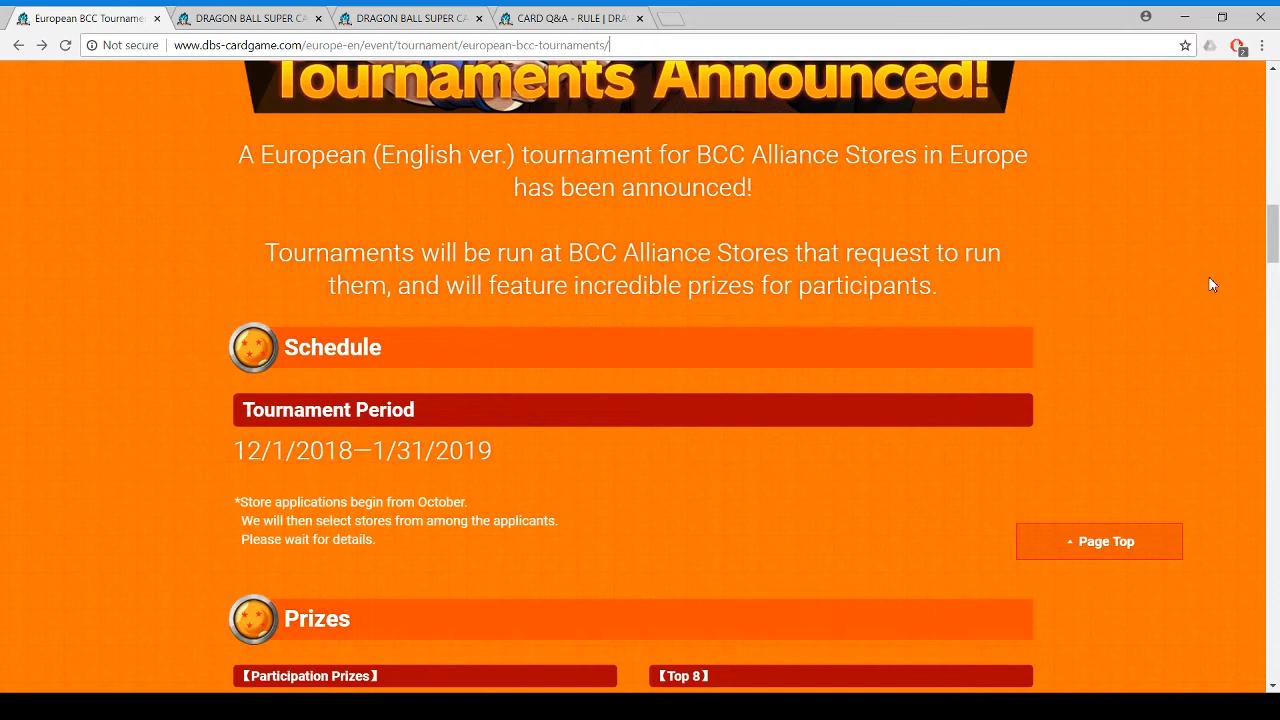 European BCC Tourname
DRAGON BALL SUPER CA
DRAGON BALL SUPER CA
CARD Q&A - RULE | DRA
Not secure
www.dbs-cardgame.com/europe-en/event/tournament/european-bcc-tournaments/
2
Tournaments Announced!
A European (English ver.) tournament for BCC Alliance Stores in Europe
has been announced!
Tournaments will be run at BCC Alliance Stores that request to run
them, and will feature incredible prizes for participants.
Schedule
Tournament Period
12/1/2018—1/31/2019
*Store applications begin from October.
We will then select stores from among the applicants.
Please wait for details.
Page Top
Prizes
【Participation Prizes】
【Top 8】